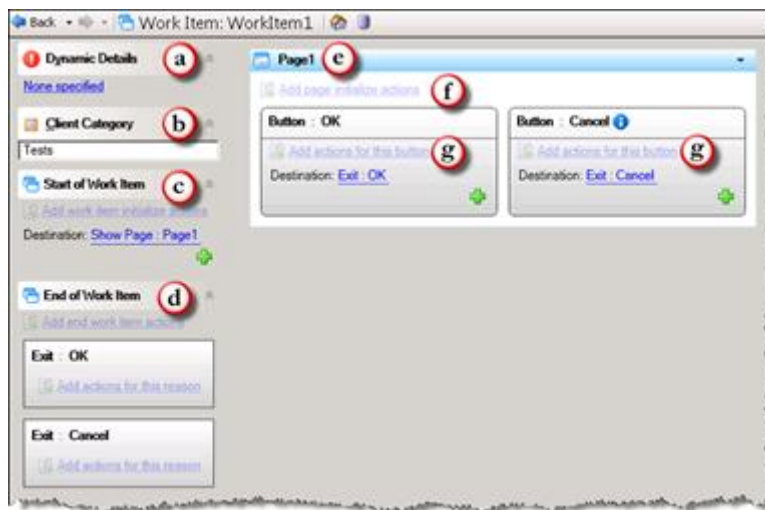 Back Work Item: WorkItem1
Dynamic Details a
None specified
Client Category b
Tests
Start of Work Item c
Add work item initialize actions
Destination: Show Page : Page1
End of Work Item d
Add end work item actions
Exit : OK
Add actions for this reason
Exit : Cancel
Add actions for this reason
Page1 e
Add page initialize actions f
Button : OK
Add actions for this button g
Destination: Exit : OK
Button : Cancel
Add actions for this button g
Destination: Exit : Cancel